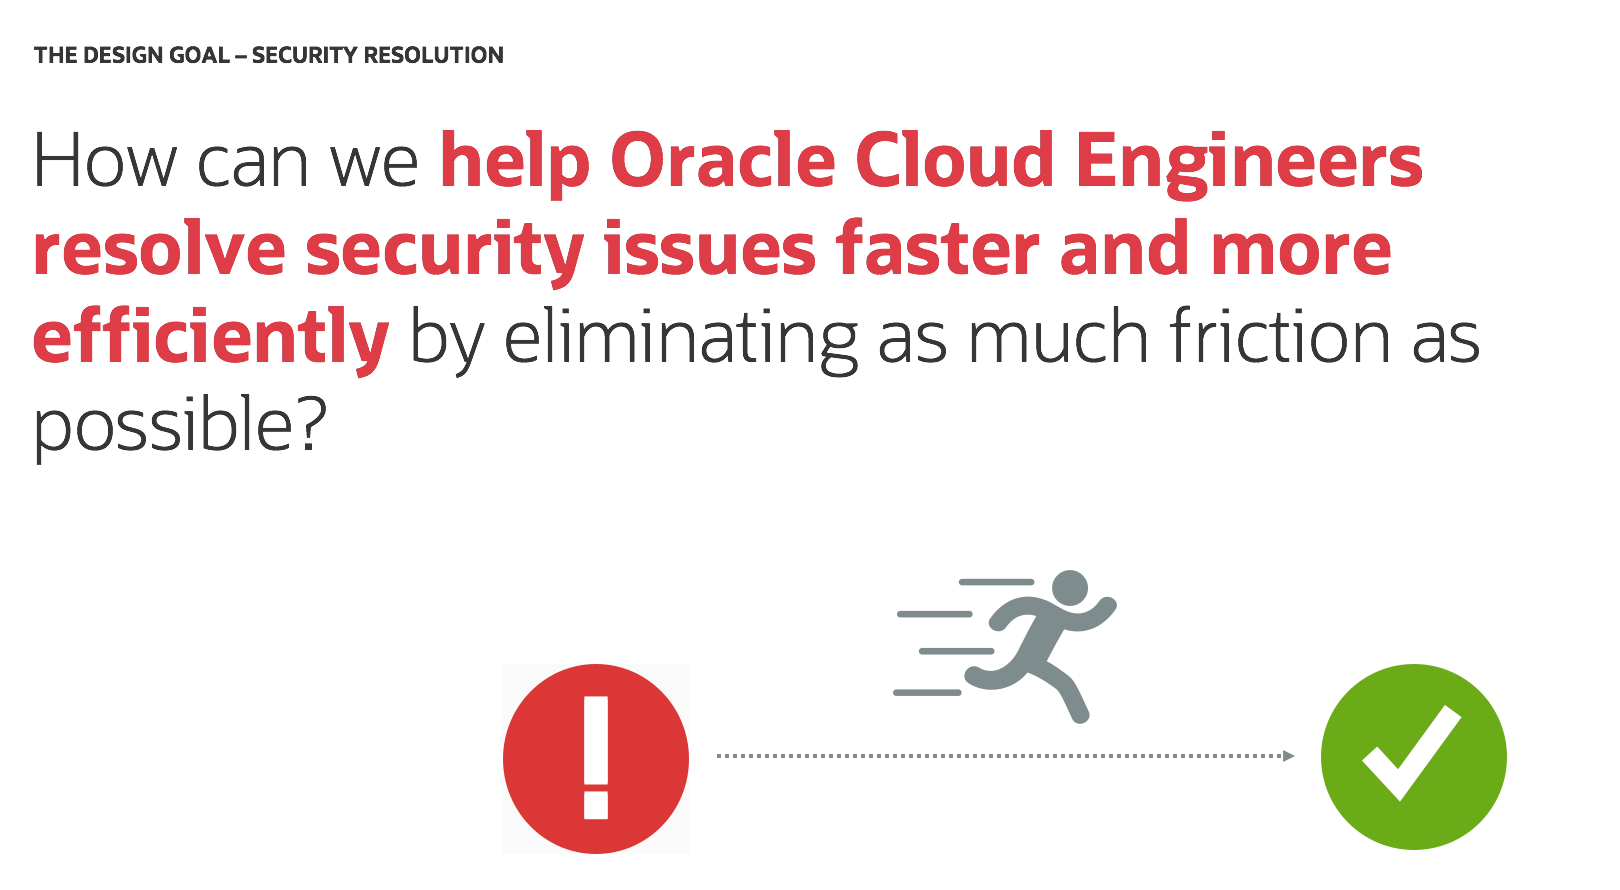 THE DESIGN GOAL – SECURITY RESOLUTION
How can we help Oracle Cloud Engineers
resolve security issues faster and more
efficiently by eliminating as much friction as
possible?